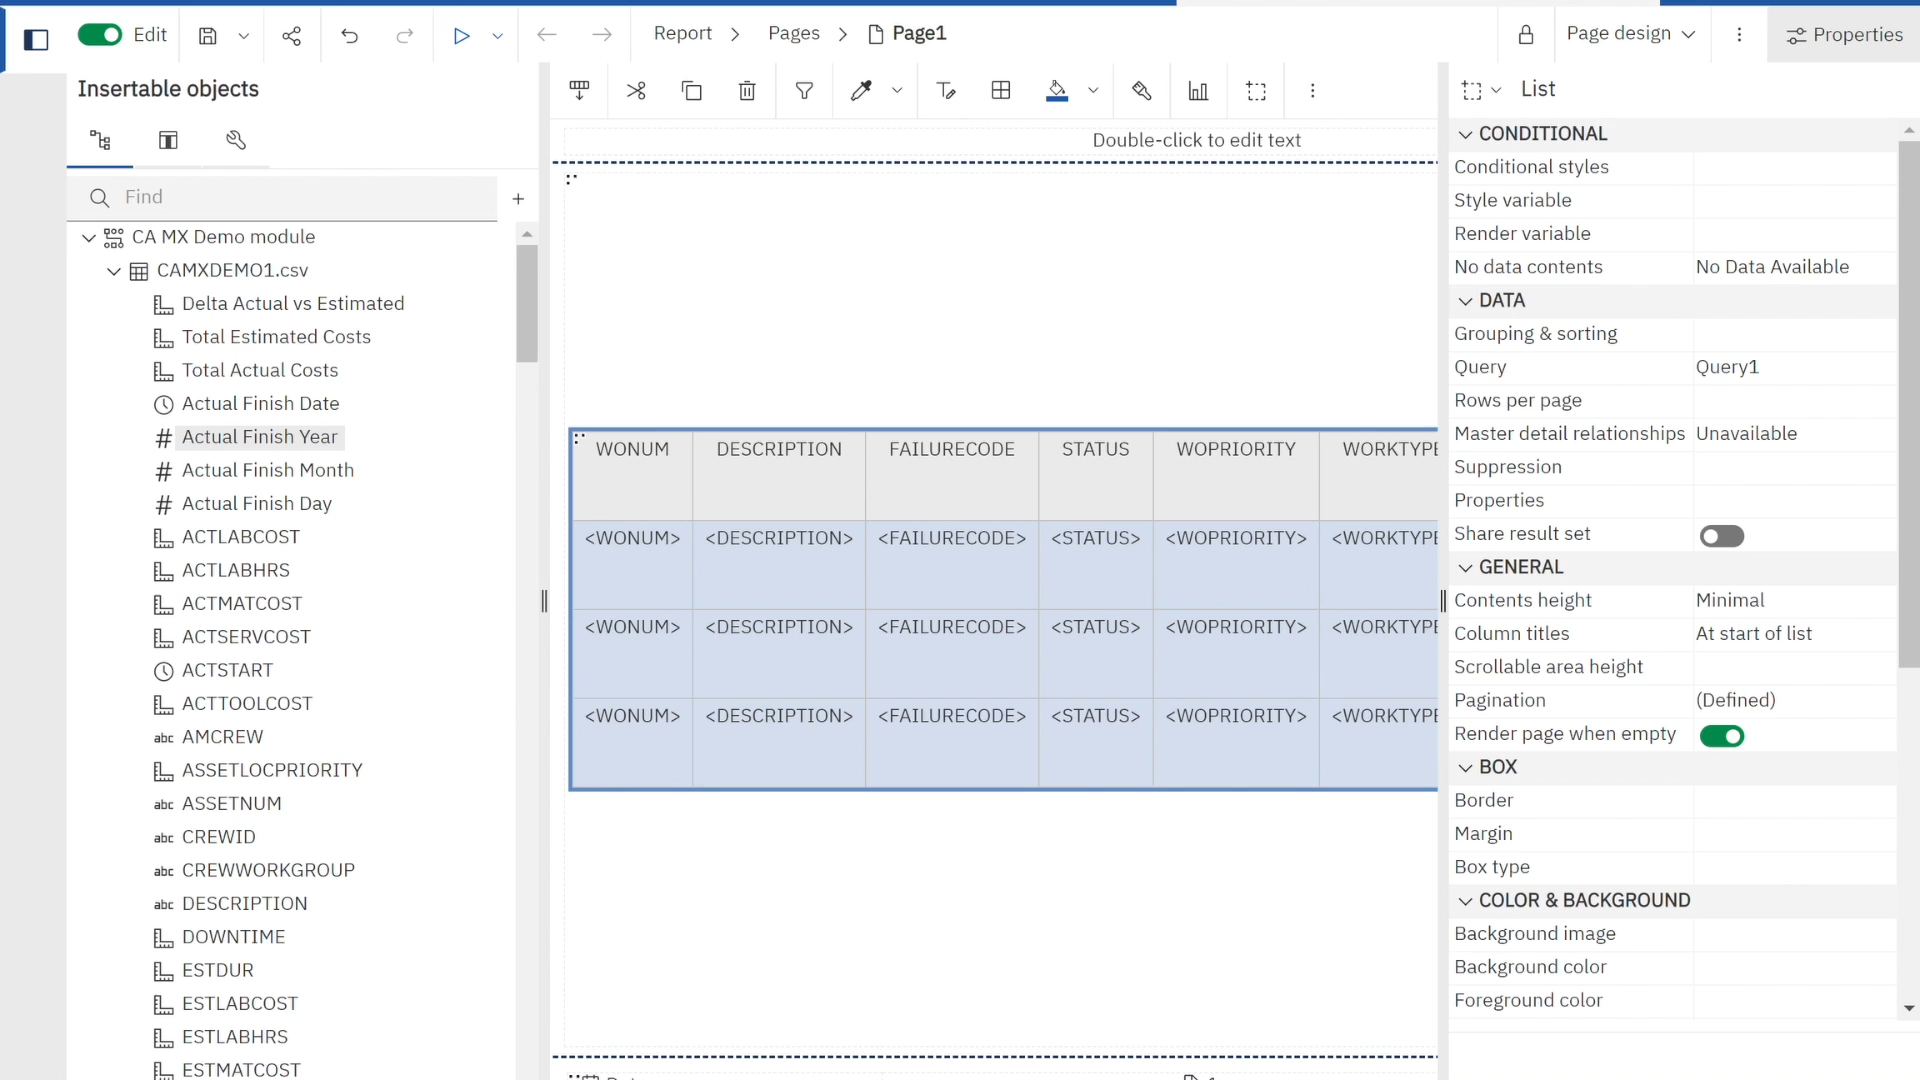 Edit
Report
Pages
Page1
Page design
Properties
Insertable objects
Find
CA MX Demo module
CAMXDEMO1.csv
Delta Actual vs Estimated
Total Estimated Costs
Total Actual Costs
Actual Finish Date
Actual Finish Year
Actual Finish Month
Actual Finish Day
ACTLABCOST
ACTLABHRS
ACTMATCOST
ACTSERVCOST
ACTSTART
ACTTOOLCOST
abc AMCREW
ASSETLOCPRIORITY
abc ASSETNUM
abc CREWID
abc CREWWORKGROUP
abc DESCRIPTION
DOWNTIME
ESTDUR
ESTLABCOST
ESTLABHRS
ESTMATCOST
Double-click to edit text
WONUM DESCRIPTION FAILURECODE STATUS WOPRIORITY WORKTYPE
<WONUM> <DESCRIPTION> <FAILURECODE> <STATUS> <WOPRIORITY> <WORKTYPE
<WONUM> <DESCRIPTION> <FAILURECODE> <STATUS> <WOPRIORITY> <WORKTYPE
<WONUM> <DESCRIPTION> <FAILURECODE> <STATUS> <WOPRIORITY> <WORKTYPE
List
CONDITIONAL
Conditional styles
Style variable
Render variable
No data contents No Data Available
DATA
Grouping & sorting
Query Query1
Rows per page
Master detail relationships Unavailable
Suppression
Properties
Share result set
GENERAL
Contents height Minimal
Column titles At start of list
Scrollable area height
Pagination (Defined)
Render page when empty
BOX
Border
Margin
Box type
COLOR & BACKGROUND
Background image
Background color
Foreground color